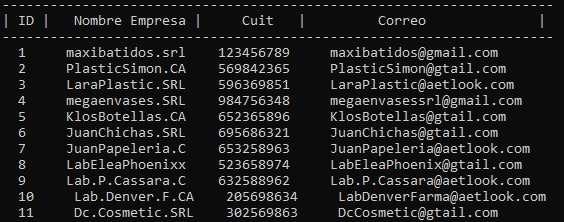 | ID | Nombre Empresa | Cuit | Correo |
1 maxibatidos.srl 123456789 maxibatidos@gmail.com
2 PlasticSimon.CA 569842365 PlasticSimon@gtail.com
3 LaraPlastic.SRL 596369851 LaraPlastic@aetlook.com
4 megaenvases.SRL 984756348 megaenvasessrl@gmail.com
5 KlosBotellas.CA 652365896 KlosBotellas@gtail.com
6 JuanChichas.SRL 695686321 JuanChichas@gtail.com
7 JuanPapeleria.C 653258963 JuanPapeleria@aetlook.com
8 LabEleaPhoenixx 523658974 LabEleaPhoenix@gtail.com
9 Lab.P.Cassara.C 632588962 Lab.P.Cassara@aetlook.com
10 Lab.Denver.F.CA 205698634 LabDenverFarma@aetlook.com
11 Dc.Cosmetic.SRL 302569863 DcCosmetic@gtail.com